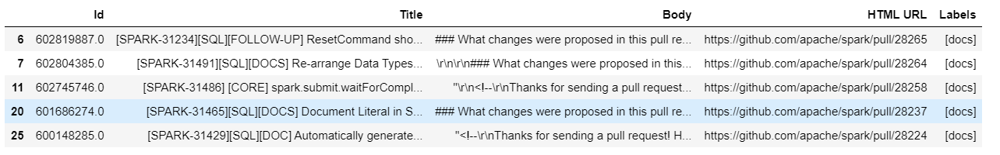 Id Title Body HTML URL Labels
6 602819887.0 [SPARK-31234][SQL][FOLLOW-UP] ResetCommand sho... ### What changes were proposed in this pull re... https://github.com/apache/spark/pull/28265 [docs]
7 602804385.0 [SPARK-31491][SQL][DOCS] Re-arrange Data Types... \r\n\r\n### What changes were proposed in this... https://github.com/apache/spark/pull/28264 [docs]
11 602745746.0 [SPARK-31486] [CORE] spark.submit.waitForCompl... "\r\n<!--\r\nThanks for sending a pull request... https://github.com/apache/spark/pull/28258 [docs]
20 601686274.0 [SPARK-31465][SQL][DOCS] Document Literal in S... ### What changes were proposed in this pull re... https://github.com/apache/spark/pull/28237 [docs]
25 600148285.0 [SPARK-31429][SQL][DOC] Automatically generate... "<!--\r\nThanks for sending a pull request! H... https://github.com/apache/spark/pull/28224 [docs]